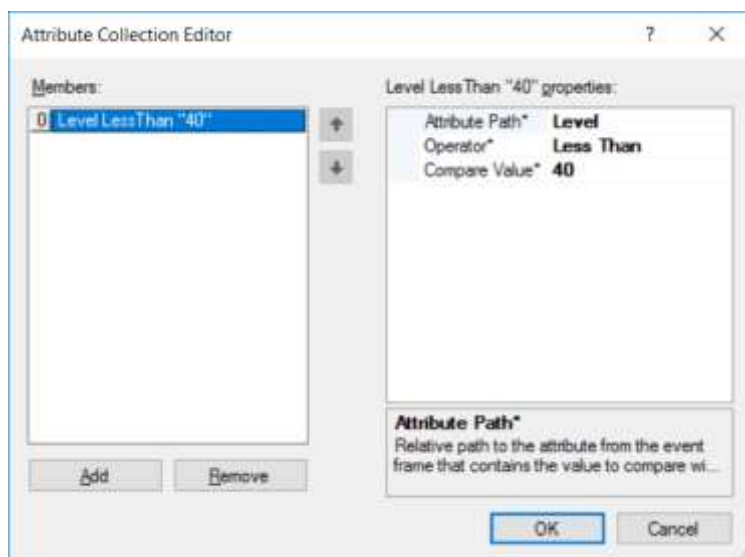 Attribute Collection Editor
?
Members:
Level LessThan "40" properties:
0 Level LessThan "40"
Attribute Path* Level
Operator* Less Than
Compare Value* 40
Attribute Path*
Relative path to the attribute from the event
frame that contains the value to compare wi...
Add
Remove
OK
Cancel